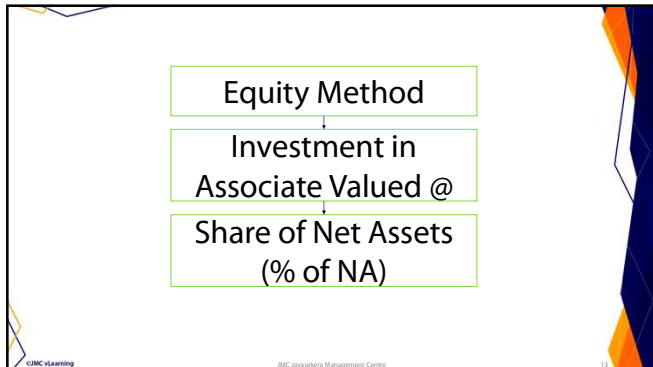 Equity Method
Investment in
Associate Valued @
Share of Net Assets
(% of NA)
©JMC vLearning
JMC Jayasekera Management Centre
13